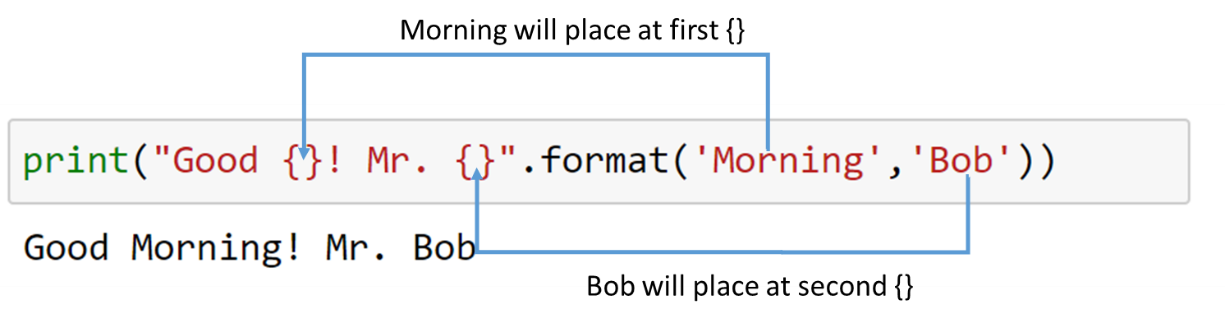 Morning will place at first {}
print("Good {}! Mr. {}".format('Morning','Bob'))
Good Morning! Mr. Bob
Bob will place at second {}